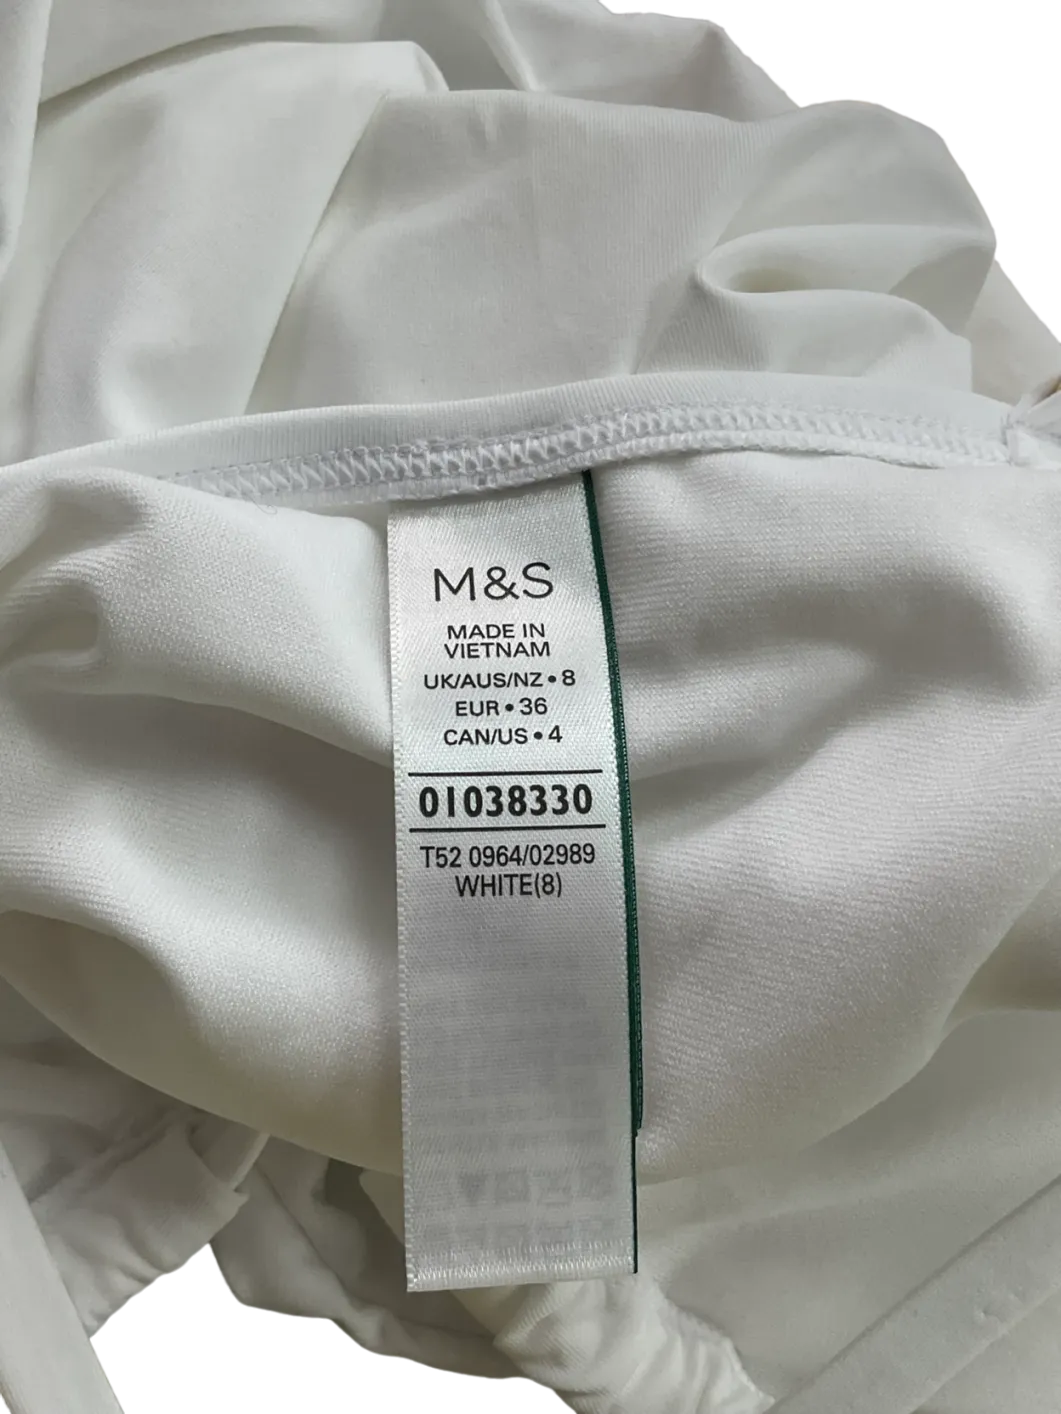 M&S
MADE IN
VIETNAM
UK/AUS/NZ • 8
EUR • 36
CAN/US • 4
01038330
T52 0964/02989
WHITE(8)